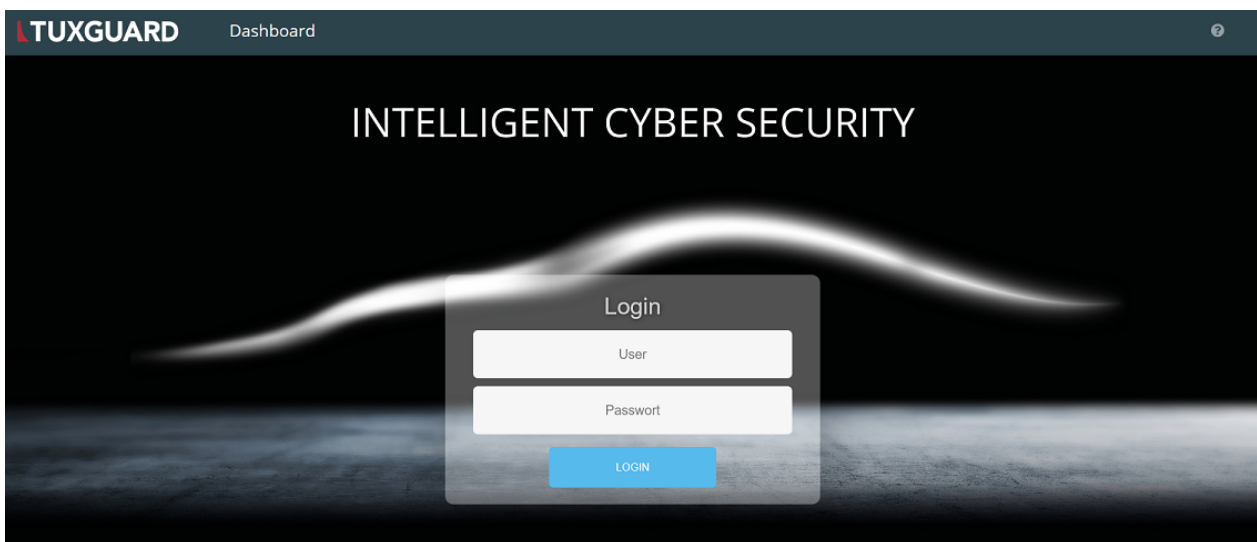 TUXGUARD Dashboard
INTELLIGENT CYBER SECURITY
Login
User
Passwort
LOGIN